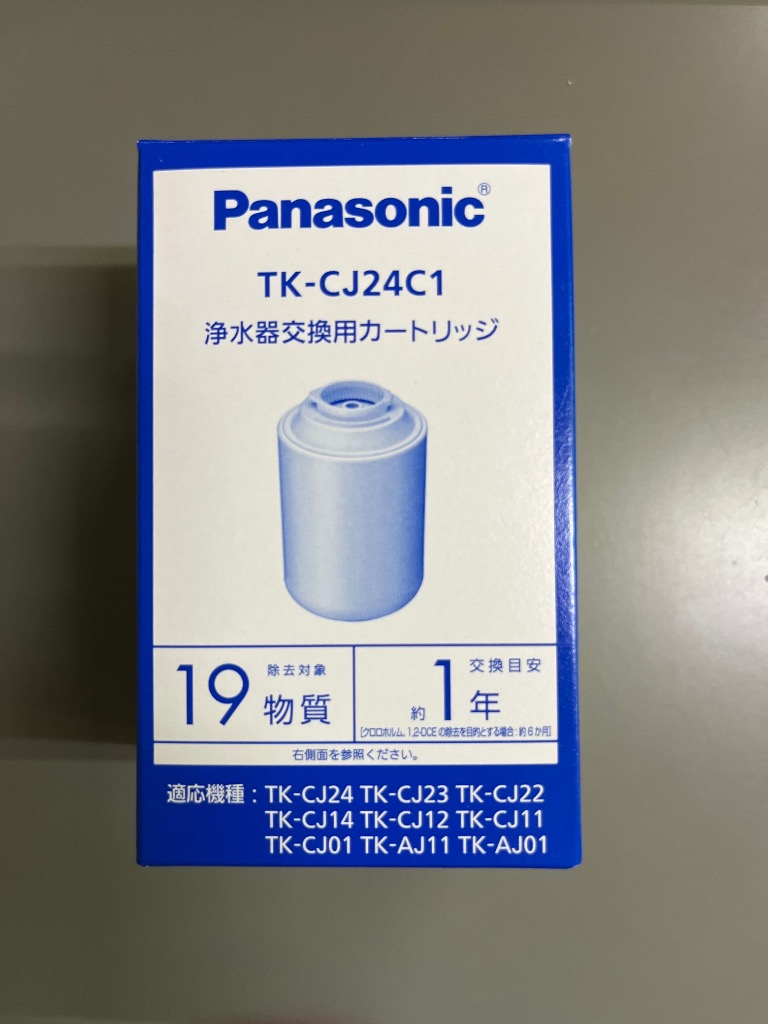 Panasonic®
TK-CJ24C1
浄水器交換用カートリッジ
19 除去対象 物質
交換目安 約1年
[クロロホルム、1,2-DCEの除去を目的とする場合：約6か月]
右側面を参照ください。
適応機種：TK-CJ24 TK-CJ23 TK-CJ22
TK-CJ14 TK-CJ12 TK-CJ11
TK-CJ01 TK-AJ11 TK-AJ01